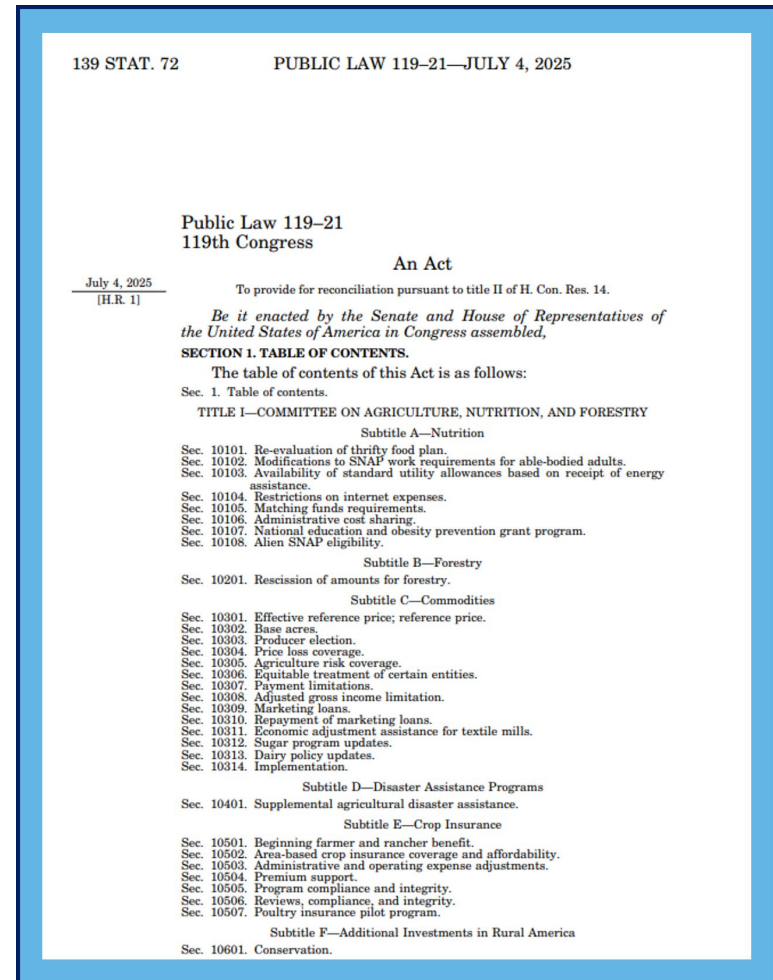 139 STAT. 72 PUBLIC LAW 119–21—JULY 4, 2025
Public Law 119–21
119th Congress
An Act
July 4, 2025
[H.R. 1]
To provide for reconciliation pursuant to title II of H. Con. Res. 14.
Be it enacted by the Senate and House of Representatives of
the United States of America in Congress assembled,
SECTION 1. TABLE OF CONTENTS.
The table of contents of this Act is as follows:
Sec. 1. Table of contents.
TITLE I—COMMITTEE ON AGRICULTURE, NUTRITION, AND FORESTRY
Subtitle A—Nutrition
Sec. 10101. Re-evaluation of thrifty food plan.
Sec. 10102. Modifications to SNAP work requirements for able-bodied adults.
Sec. 10103. Availability of standard utility allowances based on receipt of energy
assistance.
Sec. 10104. Restrictions on internet expenses.
Sec. 10105. Matching funds requirements.
Sec. 10106. Administrative cost sharing.
Sec. 10107. National education and obesity prevention grant program.
Sec. 10108. Alien SNAP eligibility.
Subtitle B—Forestry
Sec. 10201. Rescission of amounts for forestry.
Subtitle C—Commodities
Sec. 10301. Effective reference price; reference price.
Sec. 10302. Base acres.
Sec. 10303. Producer election.
Sec. 10304. Price loss coverage.
Sec. 10305. Agriculture risk coverage.
Sec. 10306. Equitable treatment of certain entities.
Sec. 10307. Payment limitations.
Sec. 10308. Adjusted gross income limitation.
Sec. 10309. Marketing loans.
Sec. 10310. Repayment of marketing loans.
Sec. 10311. Economic adjustment assistance for textile mills.
Sec. 10312. Sugar program updates.
Sec. 10313. Dairy policy updates.
Sec. 10314. Implementation.
Subtitle D—Disaster Assistance Programs
Sec. 10401. Supplemental agricultural disaster assistance.
Subtitle E—Crop Insurance
Sec. 10501. Beginning farmer and rancher benefit.
Sec. 10502. Area-based crop insurance coverage and affordability.
Sec. 10503. Administrative and operating expense adjustments.
Sec. 10504. Premium support.
Sec. 10505. Program compliance and integrity.
Sec. 10506. Reviews, compliance, and integrity.
Sec. 10507. Poultry insurance pilot program.
Subtitle F—Additional Investments in Rural America
Sec. 10601. Conservation.